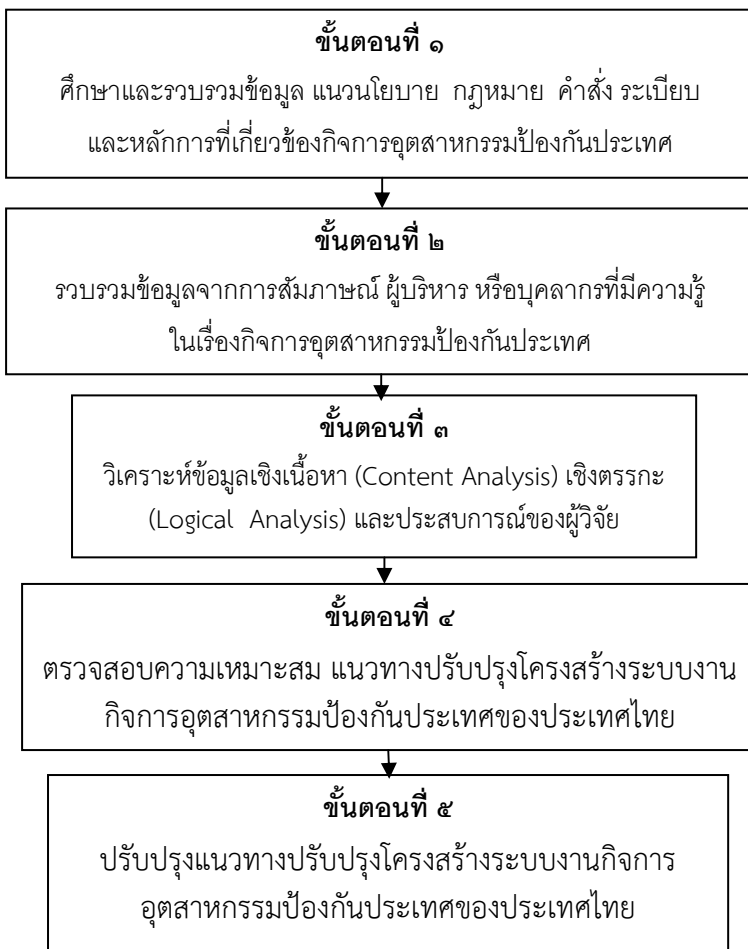 ขั้นตอนที่ ๑
ศึกษาและรวบรวมข้อมูล แนวนโยบาย กฎหมาย คำสั่ง ระเบียบ
และหลักการที่เกี่ยวข้องกิจการอุตสาหกรรมป้องกันประเทศ
ขั้นตอนที่ ๒
รวบรวมข้อมูลจากการสัมภาษณ์ ผู้บริหาร หรือบุคลากรที่มีความรู้
ในเรื่องกิจการอุตสาหกรรมป้องกันประเทศ
ขั้นตอนที่ ๓
วิเคราะห์ข้อมูลเชิงเนื้อหา (Content Analysis) เชิงตรรกะ
(Logical Analysis) และประสบการณ์ของผู้วิจัย
ขั้นตอนที่ ๔
ตรวจสอบความเหมาะสม แนวทางปรับปรุงโครงสร้างระบบงาน
กิจการอุตสาหกรรมป้องกันประเทศของประเทศไทย
ขั้นตอนที่ ๕
ปรับปรุงแนวทางปรับปรุงโครงสร้างระบบงานกิจการ
อุตสาหกรรมป้องกันประเทศของประเทศไทย